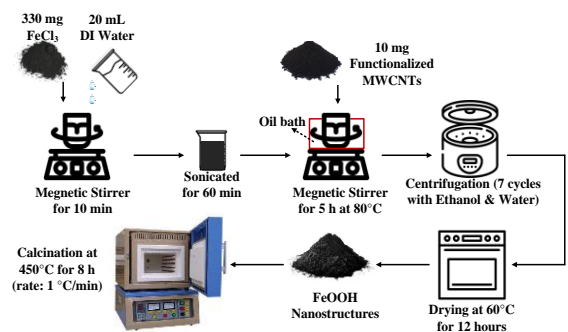 330 mg
FeCl₃
20 mL
DI Water
10 mg
Functionalized
MWCNTs
Oil bath
Megnetic Stirrer
for 10 min
Sonicated
for 60 min
Megnetic Stirrer
for 5 h at 80°C
Centrifugation (7 cycles
with Ethanol & Water)
Calcination at
450°C for 8 h
(rate: 1 °C/min)
FeOOH
Nanostructures
Drying at 60°C
for 12 hours